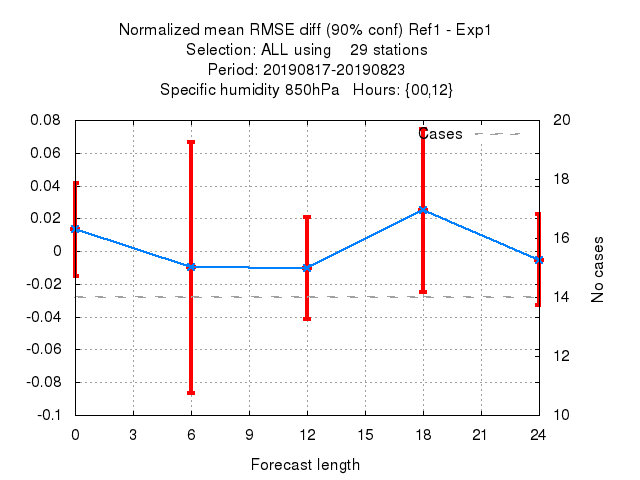 Normalized mean RMSE diff (90% conf) Ref1 - Exp1
Selection: ALL using    29 stations
Period: 20190817-20190823
Specific humidity 850hPa   Hours: {00,12}
Cases
0.08
0.06
0.04
0.02
0
-0.02
-0.04
-0.06
-0.08
-0.1
20
18
16
14
12
10
No cases
0 3 6 9 12 15 18 21 24
Forecast length